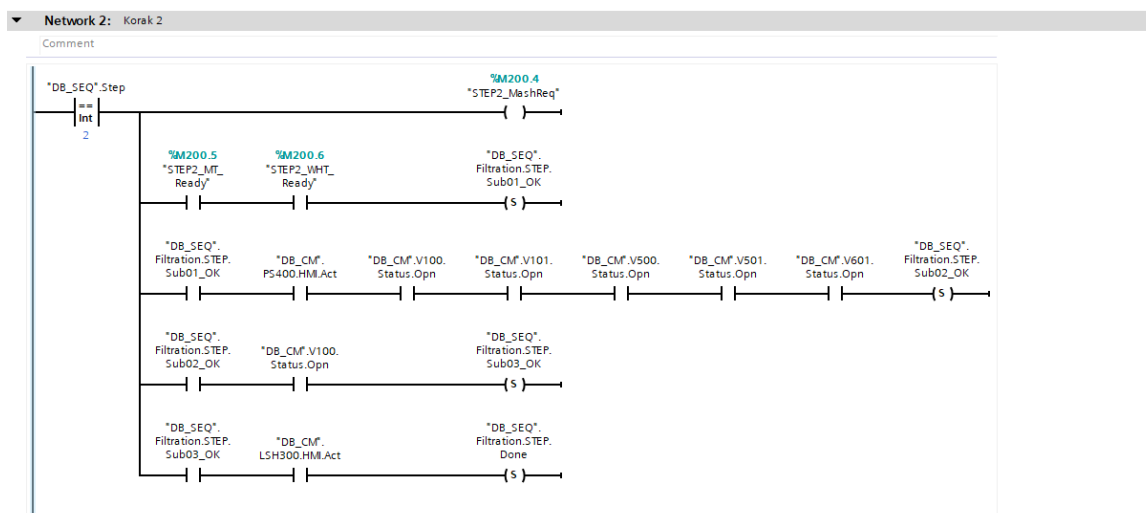 Network 2: Korak 2
Comment
"DB_SEQ".Step
==
Int
2
%M200.4
"STEP2_MashReq"
( )
%M200.5
"STEP2_MT_
Ready"
%M200.6
"STEP2_WHT_
Ready"
"DB_SEQ".
Filtration.STEP.
Sub01_OK
( S )
"DB_SEQ".
Filtration.STEP.
Sub01_OK
"DB_CM".
PS400.HMI.Act
"DB_CM".V100.
Status.Opn
"DB_CM".V101.
Status.Opn
"DB_CM".V500.
Status.Opn
"DB_CM".V501.
Status.Opn
"DB_CM".V601.
Status.Opn
"DB_SEQ".
Filtration.STEP.
Sub02_OK
( S )
"DB_SEQ".
Filtration.STEP.
Sub02_OK
"DB_CM".V100.
Status.Opn
"DB_SEQ".
Filtration.STEP.
Sub03_OK
( S )
"DB_SEQ".
Filtration.STEP.
Sub03_OK
"DB_CM".
LSH300.HMI.Act
"DB_SEQ".
Filtration.STEP.
Done
( S )